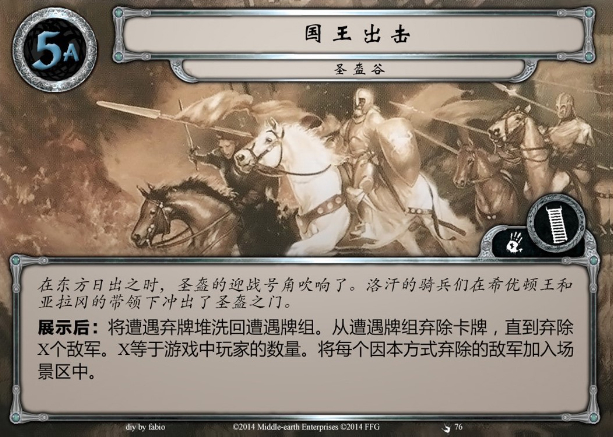 5A
国王出击
圣盔谷
在东方日出之时，圣盔的迎战号角吹响了。洛汗的骑兵们在希优顿王和
亚拉冈的带领下冲出了圣盔之门。
展示后：将遭遇弃牌堆洗回遭遇牌组。从遭遇牌组弃除卡牌，直到弃除
X个敌军。X等于游戏中玩家的数量。将每个因本方式弃除的敌军加入场
景区中。
diy by fabio ©2014 Middle-earth Enterprises ©2014 FFG 76